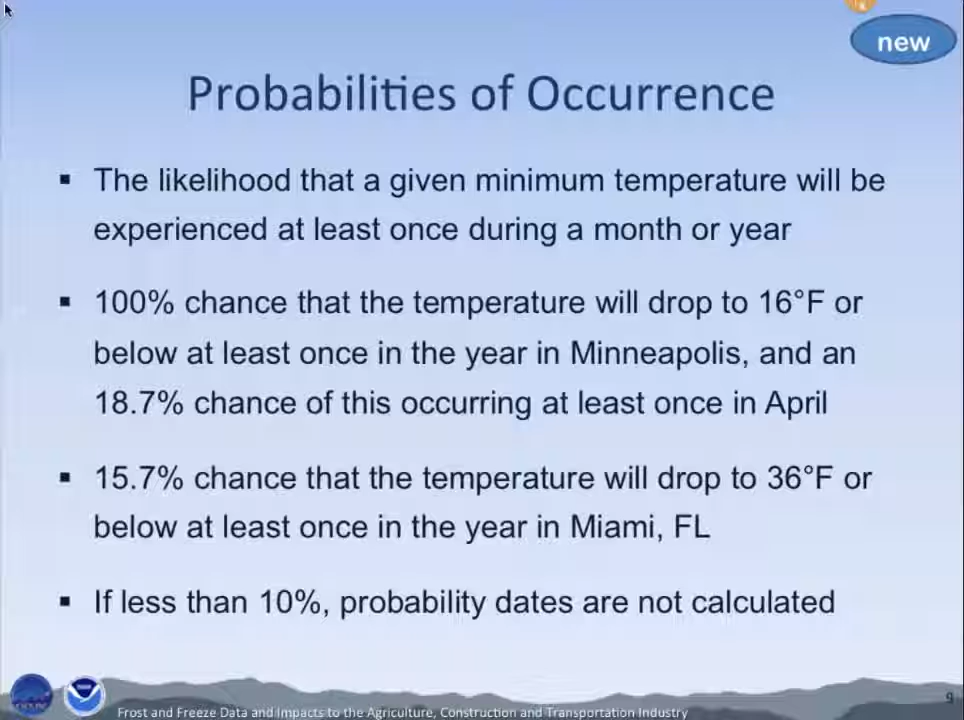 new
Probabilities of Occurrence
▪ The likelihood that a given minimum temperature will be
experienced at least once during a month or year
▪ 100% chance that the temperature will drop to 16°F or
below at least once in the year in Minneapolis, and an
18.7% chance of this occurring at least once in April
▪ 15.7% chance that the temperature will drop to 36°F or
below at least once in the year in Miami, FL
▪ If less than 10%, probability dates are not calculated
9
Frost and Freeze Data and Impacts to the Agriculture, Construction and Transportation Industry